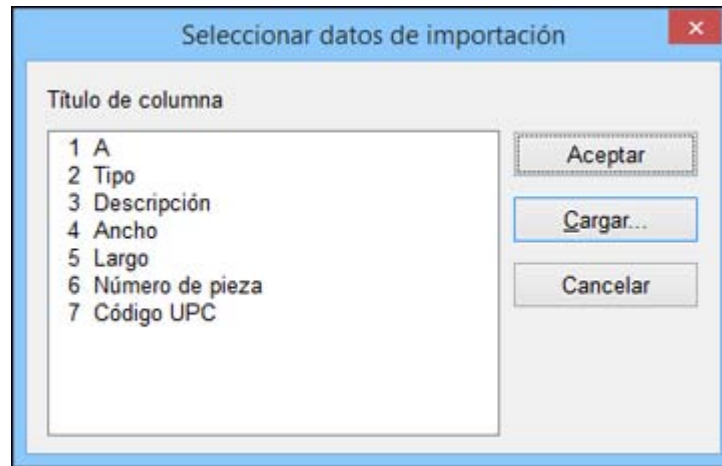 Seleccionar datos de importación
Título de columna
1 A
2 Tipo
3 Descripción
4 Ancho
5 Largo
6 Número de pieza
7 Código UPC
Aceptar
Cargar...
Cancelar